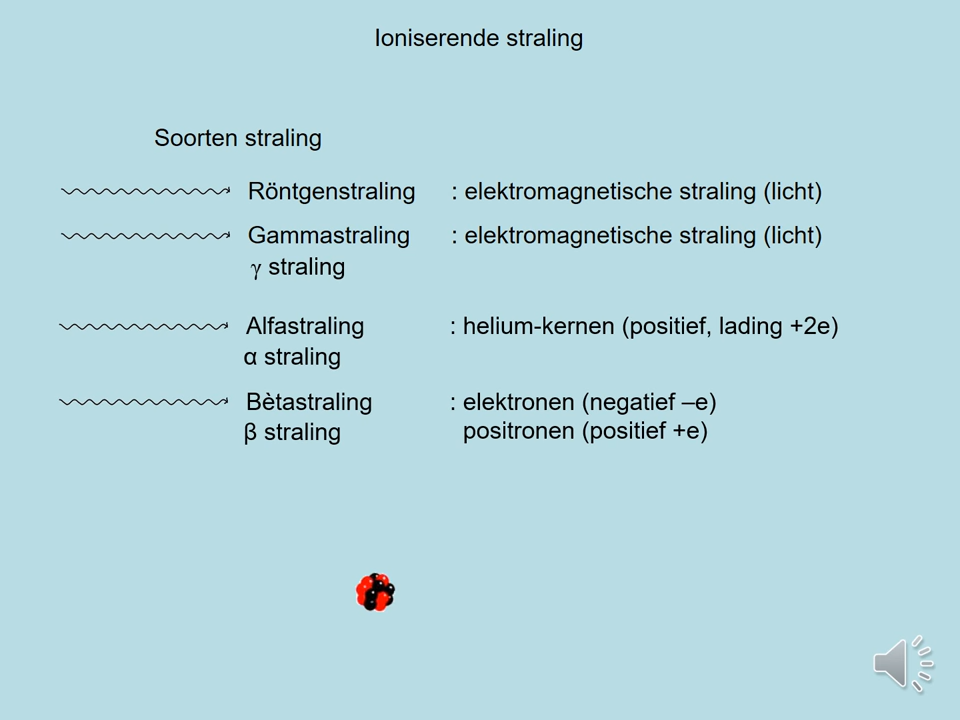 Ioniserende straling
Soorten straling
Röntgenstraling : elektromagnetische straling (licht)
Gammastraling : elektromagnetische straling (licht)
γ straling
Alfastraling : helium-kernen (positief, lading +2e)
α straling
Bètastraling : elektronen (negatief –e)
β straling positronen (positief +e)